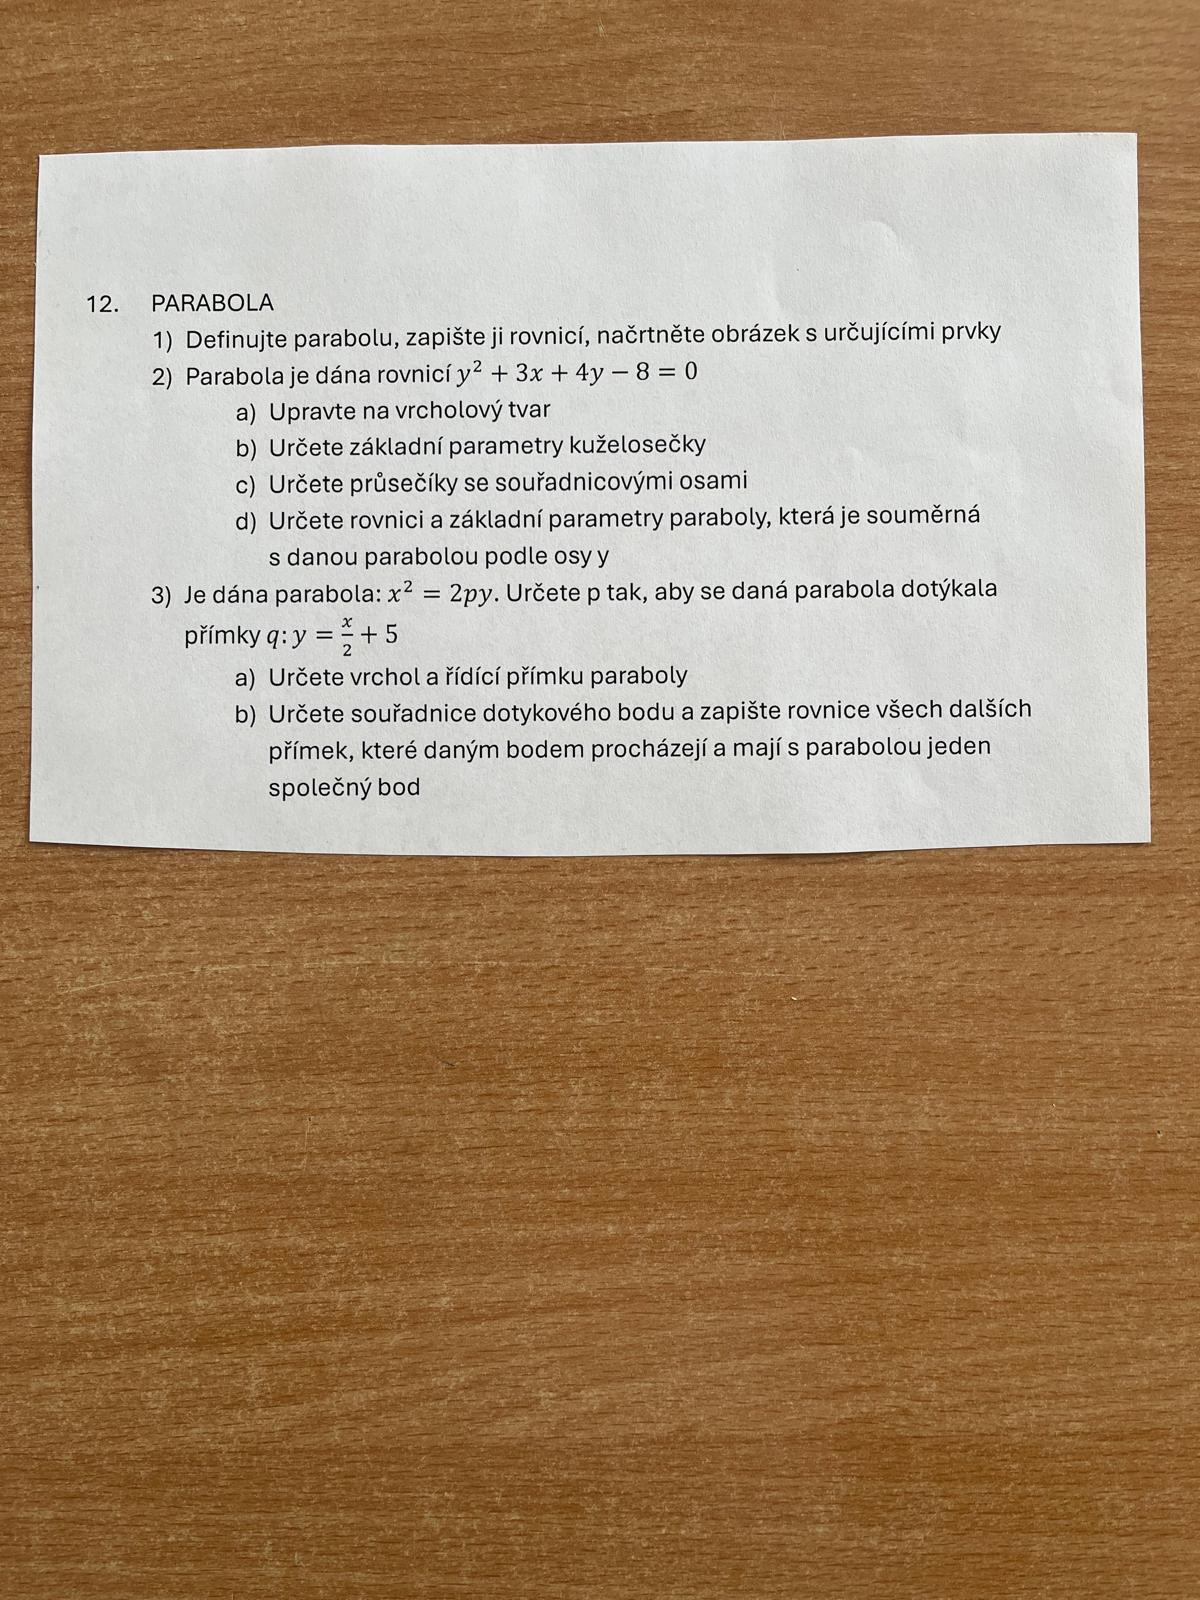 12. PARABOLA
1) Definujte parabolu, zapište ji rovnicí, načrtněte obrázek s určujícími prvky
2) Parabola je dána rovnicí y² + 3x + 4y − 8 = 0
a) Upravte na vrcholový tvar
b) Určete základní parametry kuželosečky
c) Určete průsečíky se souřadnicovými osami
d) Určete rovnici a základní parametry paraboly, která je souměrná
s danou parabolou podle osy y
3) Je dána parabola: x² = 2py. Určete p tak, aby se daná parabola dotýkala
přímky q: y = x/2 + 5
a) Určete vrchol a řídící přímku paraboly
b) Určete souřadnice dotykového bodu a zapište rovnice všech dalších
přímek, které daným bodem procházejí a mají s parabolou jeden
společný bod